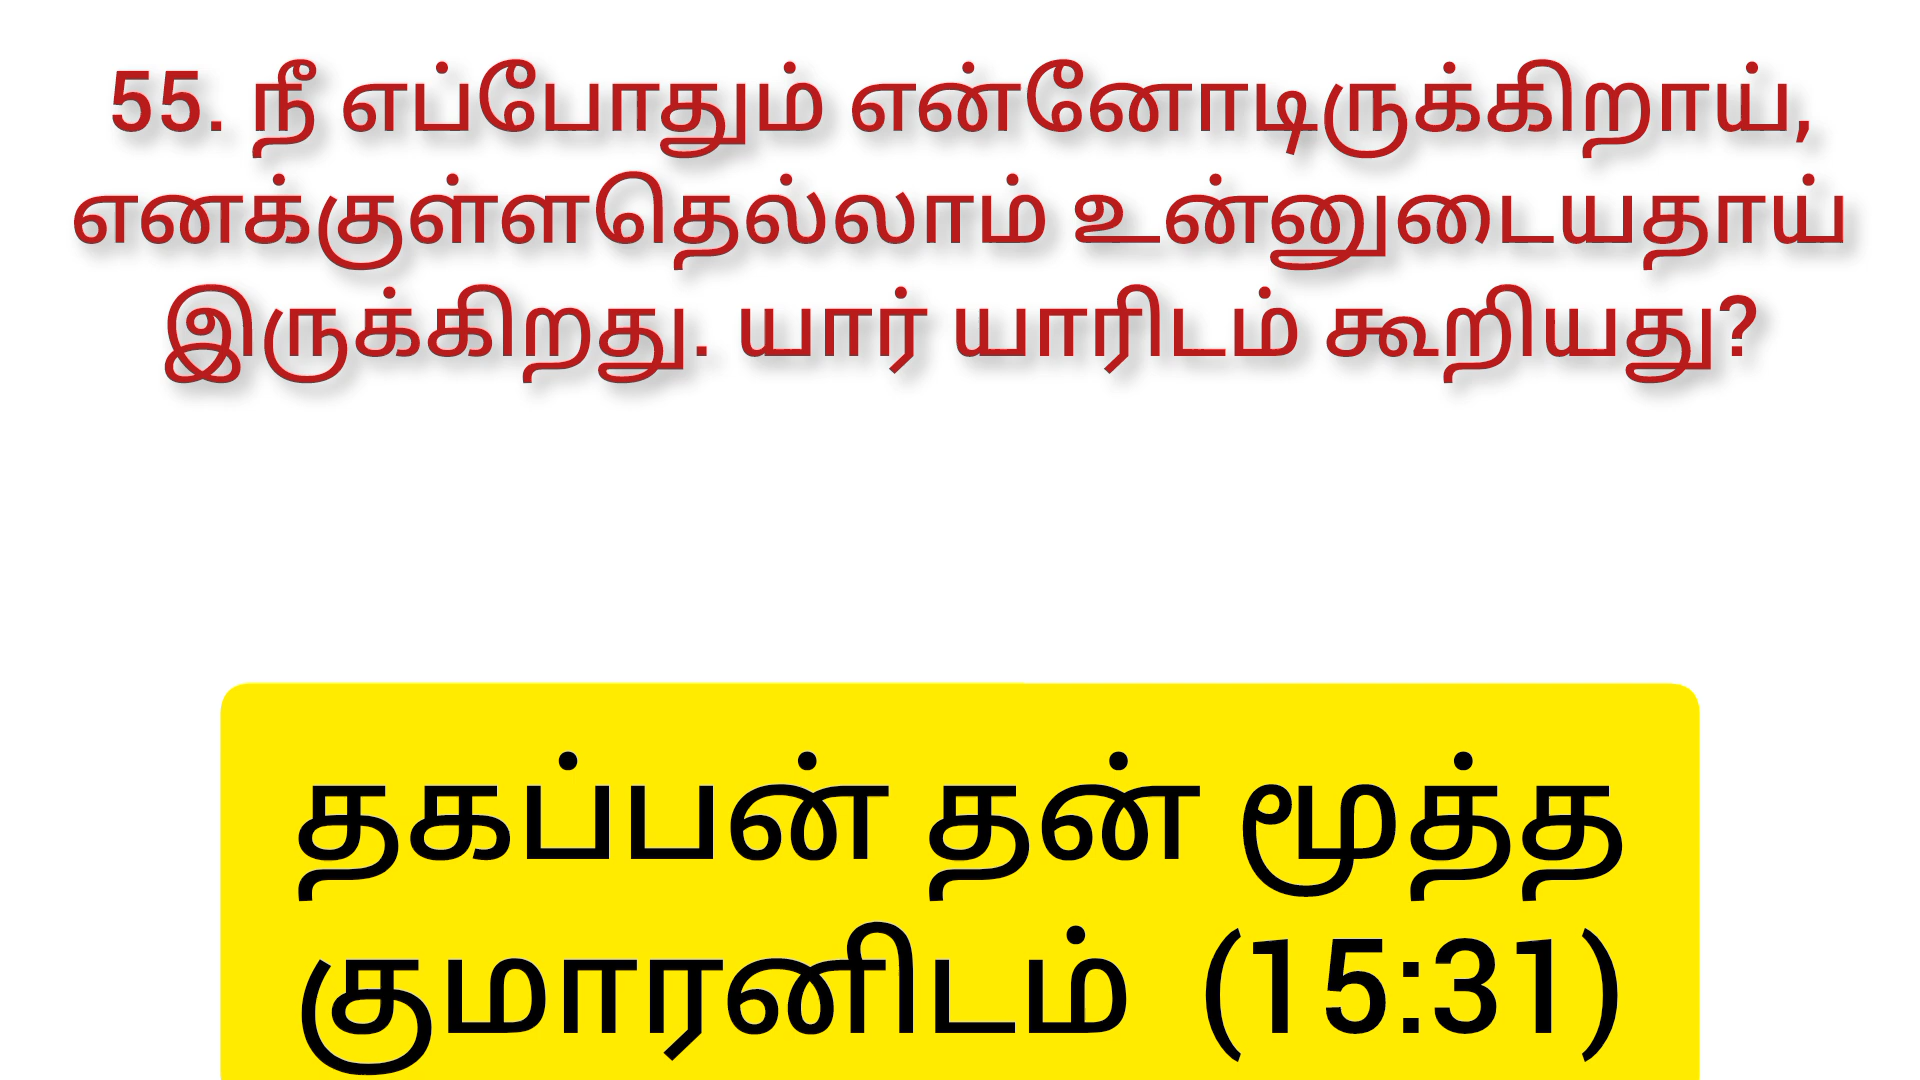 55. நீ எப்போதும் என்னோடிருக்கிறாய்,
எனக்குள்ளதெல்லாம் உன்னுடையதாய்
இருக்கிறது. யார் யாரிடம் கூறியது?
தகப்பன் தன் மூத்த
குமாரனிடம் (15:31)